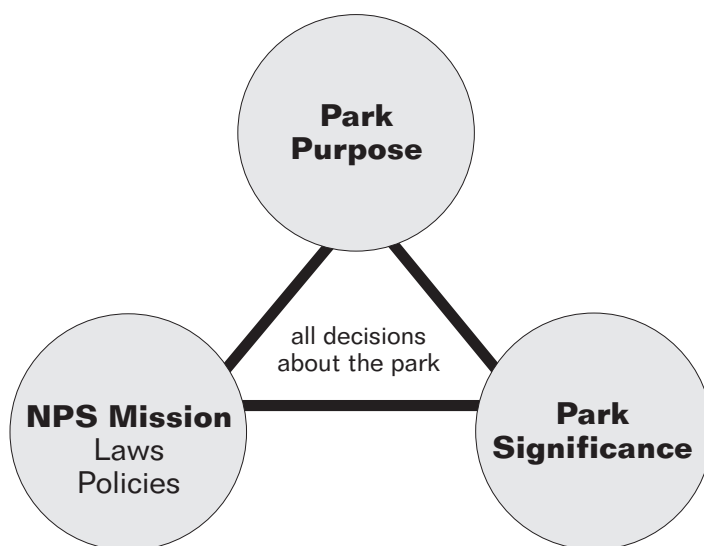 Park
Purpose
all decisions
about the park
NPS Mission
Laws
Policies
Park
Significance